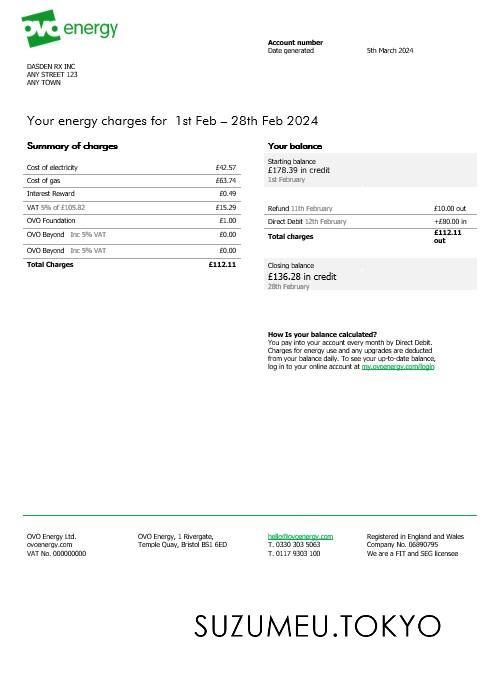 ovo energy
Account number
Date generated 5th March 2024
DASDEN RX INC
ANY STREET 123
ANY TOWN
Your energy charges for 1st Feb – 28th Feb 2024
Summary of charges
Cost of electricity £42.57
Cost of gas £63.74
Interest Reward £0.49
VAT 5% of £105.82 £15.29
OVO Foundation £1.00
OVO Beyond Inc 5% VAT £0.00
OVO Beyond Inc 5% VAT £0.00
Total Charges £112.11
Your balance
Starting balance
£178.39 in credit
1st February
Refund 11th February £10.00 out
Direct Debit 12th February +£80.00 in
Total charges £112.11
out
Closing balance
£136.28 in credit
28th February
How Is your balance calculated?
You pay into your account every month by Direct Debit.
Charges for energy use and any upgrades are deducted
from your balance daily. To see your up-to-date balance,
log in to your online account at my.ovoenergy.com/login
OVO Energy Ltd.
ovoenergy.com
VAT No. 000000000
OVO Energy, 1 Rivergate,
Temple Quay, Bristol BS1 6ED
hello@ovoenergy.com
T. 0330 303 5063
T. 0117 9303 100
Registered in England and Wales
Company No. 06890795
We are a FIT and SEG licensee
SUZUMEU.TOKYO